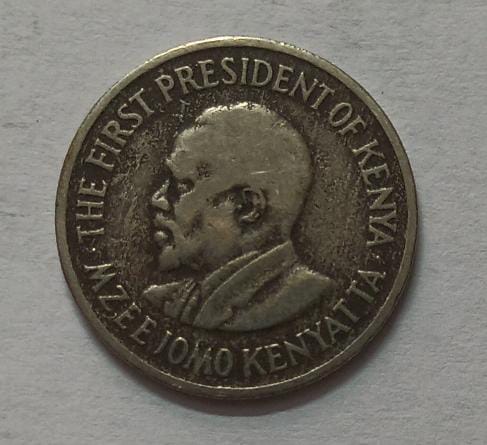 THE FIRST PRESIDENT OF KENYA
MZEE JOMO KENYATTA